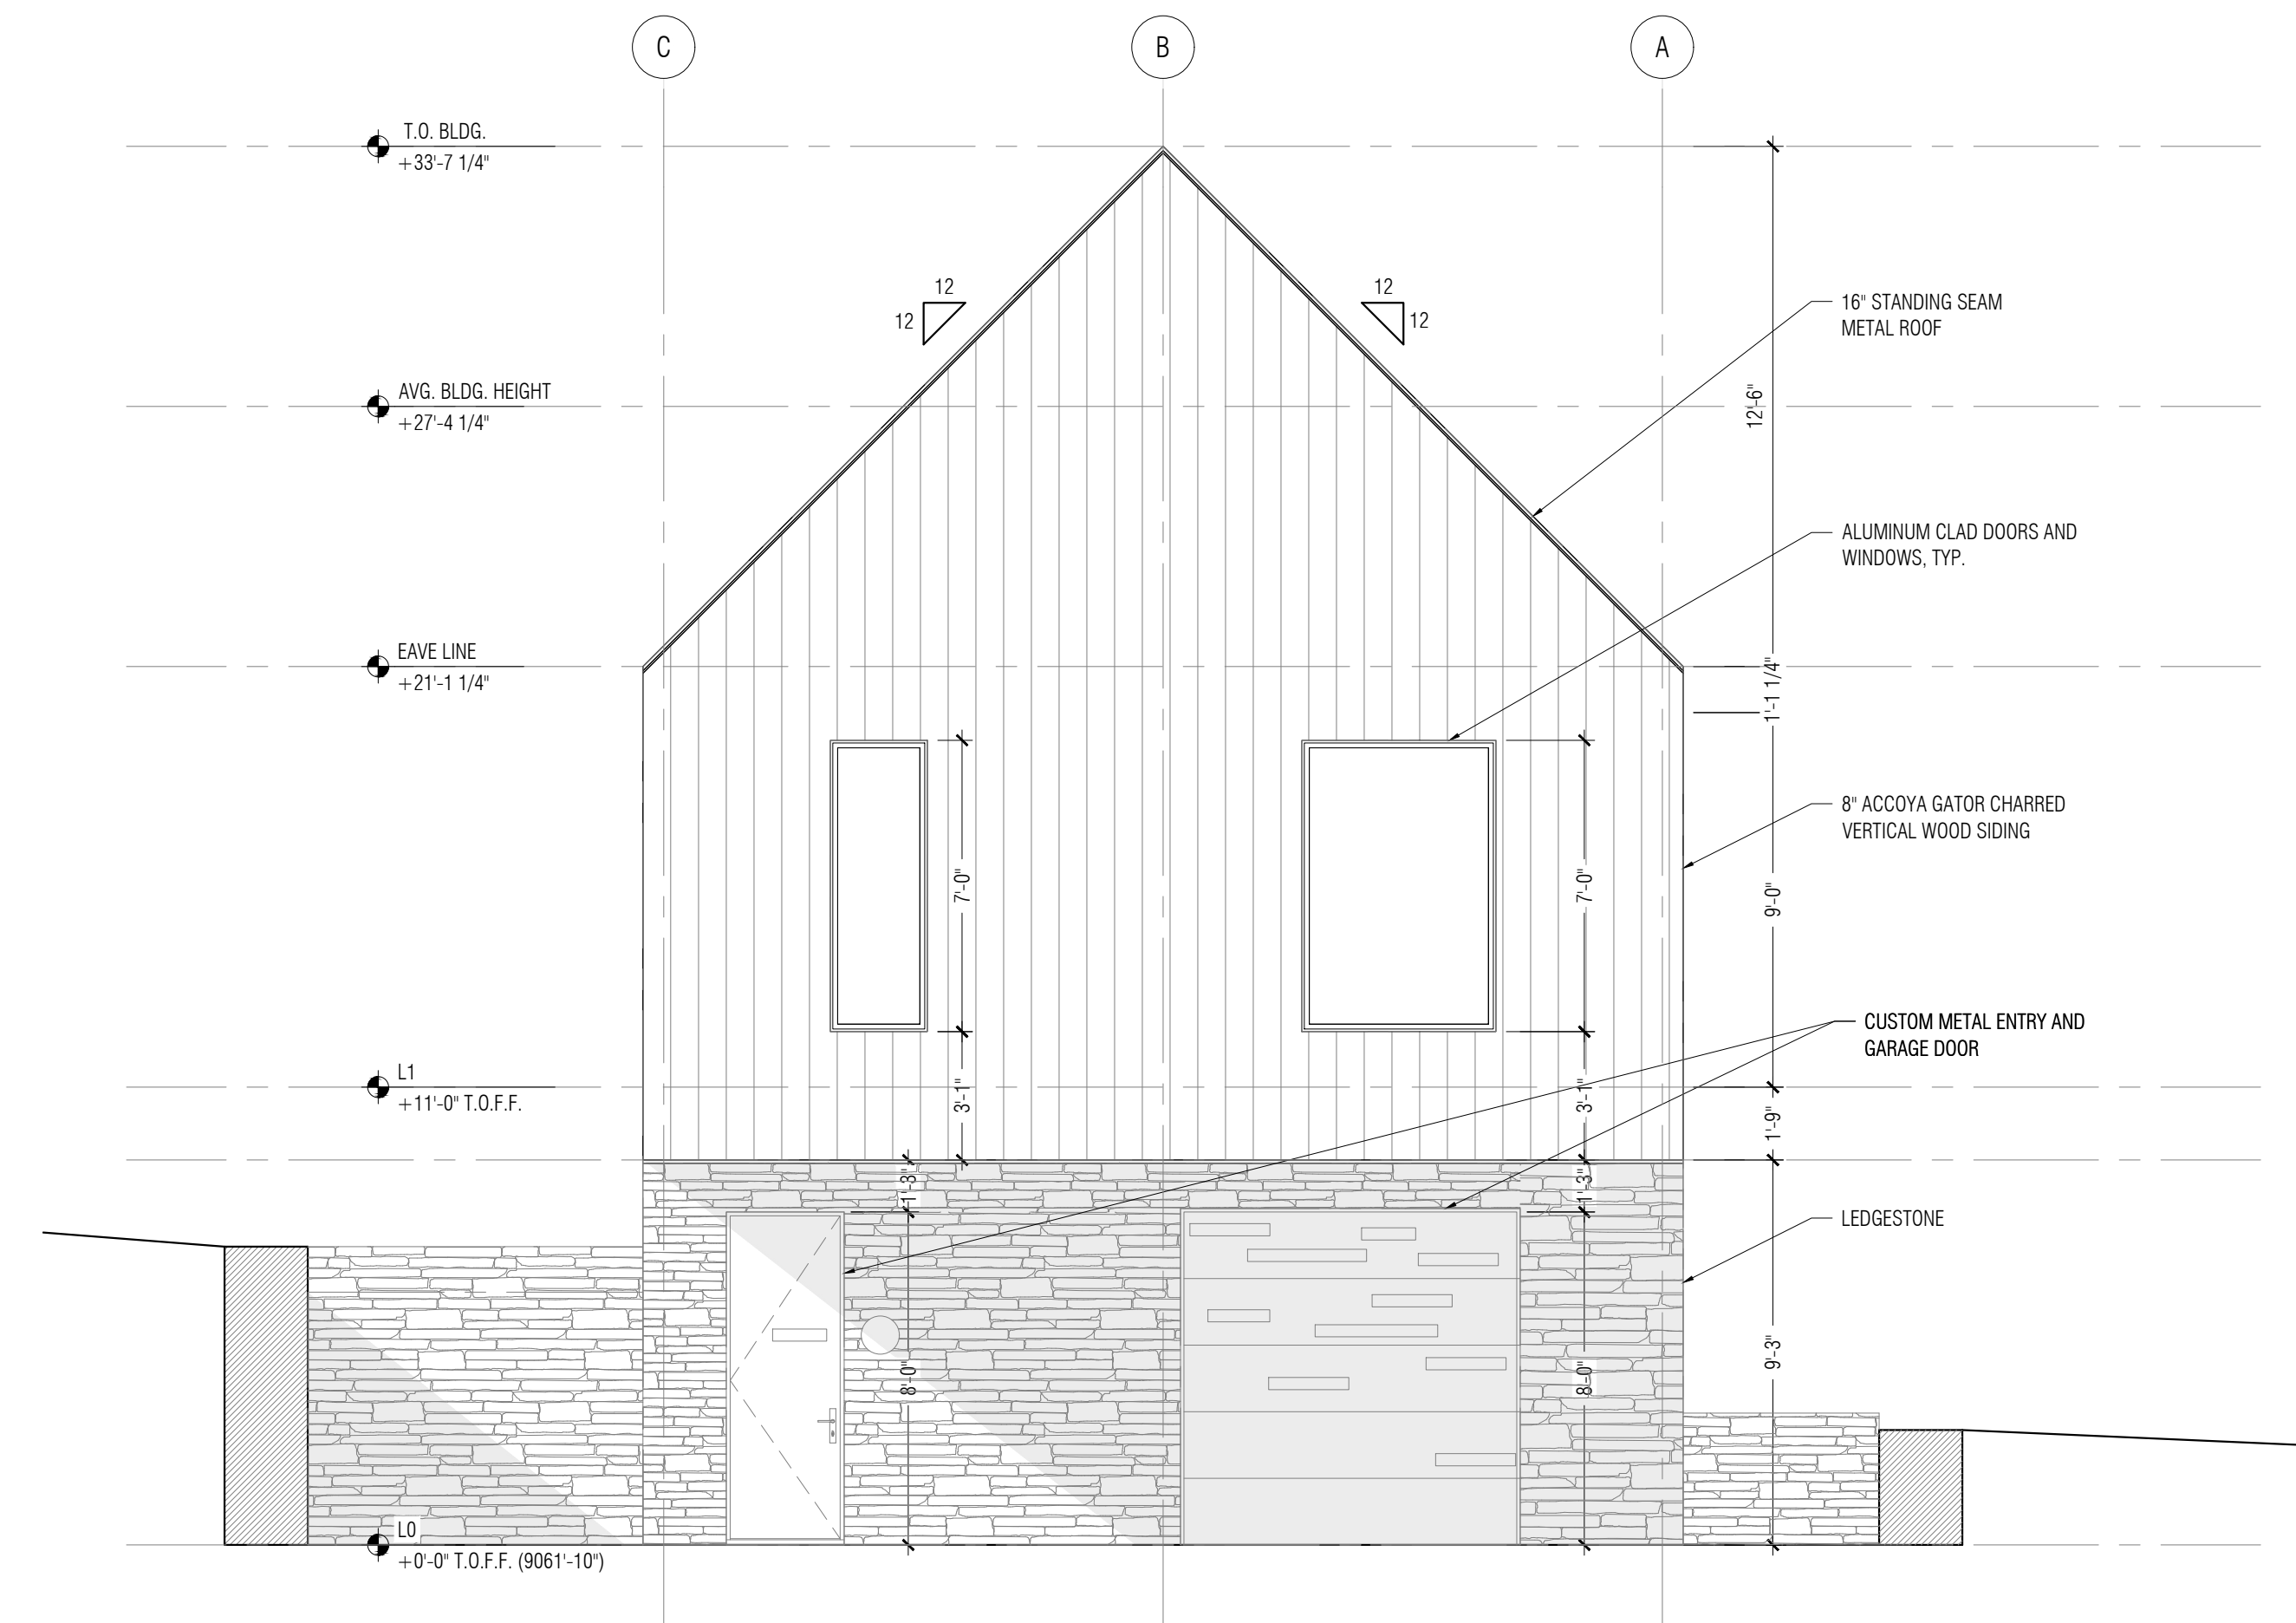 C
B
A
T.O. BLDG.
+33'-7 1/4"
12
12
12
12
16" STANDING SEAM
METAL ROOF
AVG. BLDG. HEIGHT
+27'-4 1/4"
12'-6"
ALUMINUM CLAD DOORS AND
WINDOWS, TYP.
EAVE LINE
+21'-1 1/4"
1'-1 1/4"
8" ACCOYA GATOR CHARRED
VERTICAL WOOD SIDING
7'-0"
7'-0"
9'-0"
CUSTOM METAL ENTRY AND
GARAGE DOOR
L1
+11'-0" T.O.F.F.
3'-1"
3'-1"
1'-9"
1'-3"
1'-3"
LEDGESTONE
8'-0"
8'-0"
9'-3"
L0
+0'-0" T.O.F.F. (9061'-10")